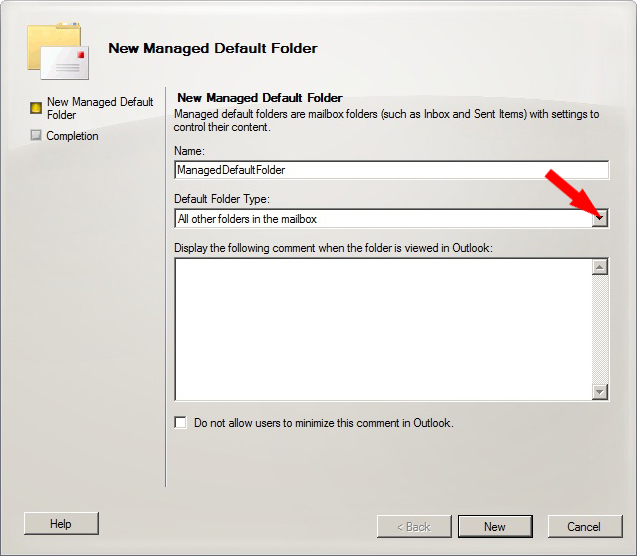 New Managed Default Folder
New Managed Default
Folder
Completion
New Managed Default Folder
Managed default folders are mailbox folders (such as Inbox and Sent Items) with settings to
control their content.
Name:
ManagedDefaultFolder
Default Folder Type:
All other folders in the mailbox
Display the following comment when the folder is viewed in Outlook:
Do not allow users to minimize this comment in Outlook.
Help
< Back
New
Cancel